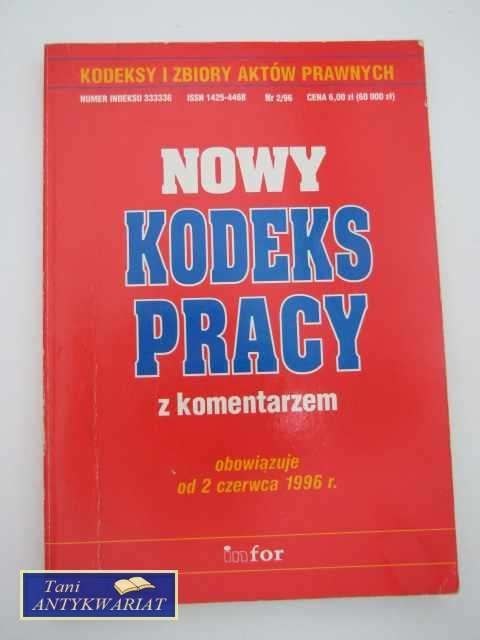 KODEKSY I ZBIORY AKTÓW PRAWNYCH
NUMER INDEKSU 333336 ISSN 1425-4468 Nr 2/96 CENA 6,00 zł (60 000 zł)
NOWY
KODEKS
PRACY
z komentarzem
obowiązuje
od 2 czerwca 1996 r.
infor
Tani
ANTYKWARIAT